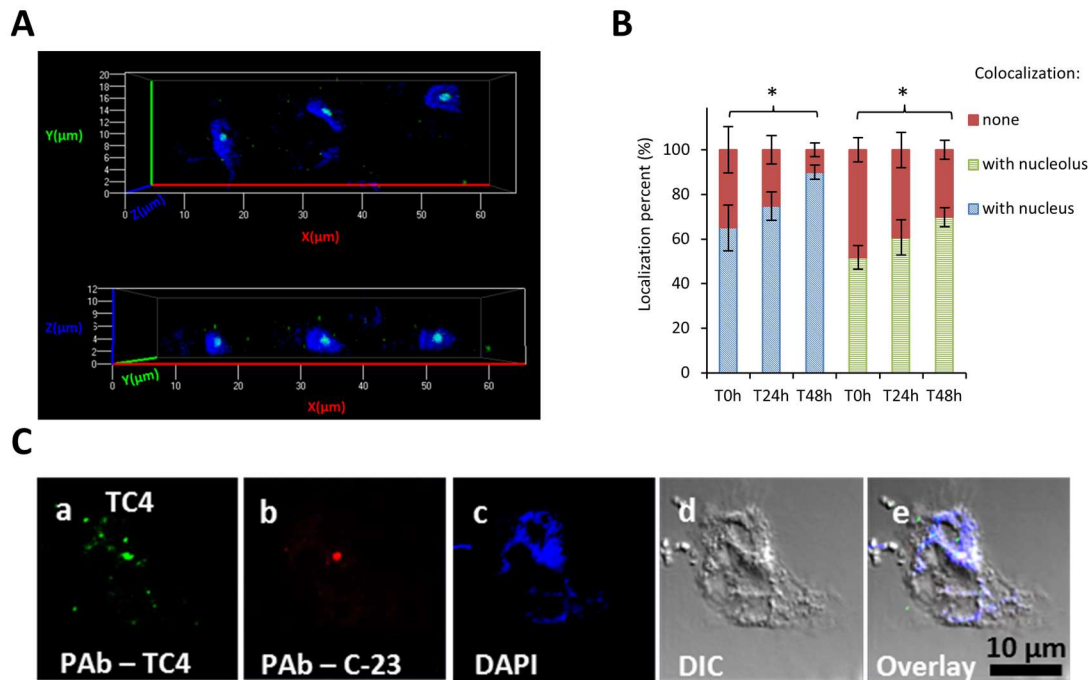 A
20
18
16
14
12
10
8
6
4
2
0
Y(µm)
Z(µm)
0 10 20 30 40 50 60
X(µm)
12
10
8
6
4
2
0
Z(µm)
Y(µm)
0 10 20 30 40 50 60
X(µm)
B
Colocalization:
none
with nucleolus
with nucleus
* *
Localization percent (%)
100
80
60
40
20
0
T0h T24h T48h T0h T24h T48h
C
a TC4 b c d e
PAb – TC4 PAb – C-23 DAPI DIC Overlay 10 µm